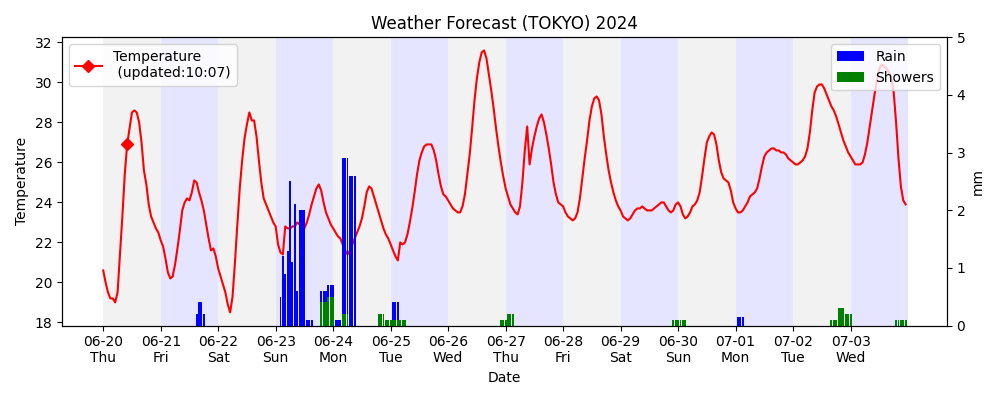 Weather Forecast (TOKYO) 2024
Temperature
(updated:10:07)
Rain
Showers
32
30
28
26
24
22
20
18
Temperature
5
4
3
2
1
0
mm
06-20 06-21 06-22 06-23 06-24 06-25 06-26 06-27 06-28 06-29 06-30 07-01 07-02 07-03
Thu Fri Sat Sun Mon Tue Wed Thu Fri Sat Sun Mon Tue Wed
Date